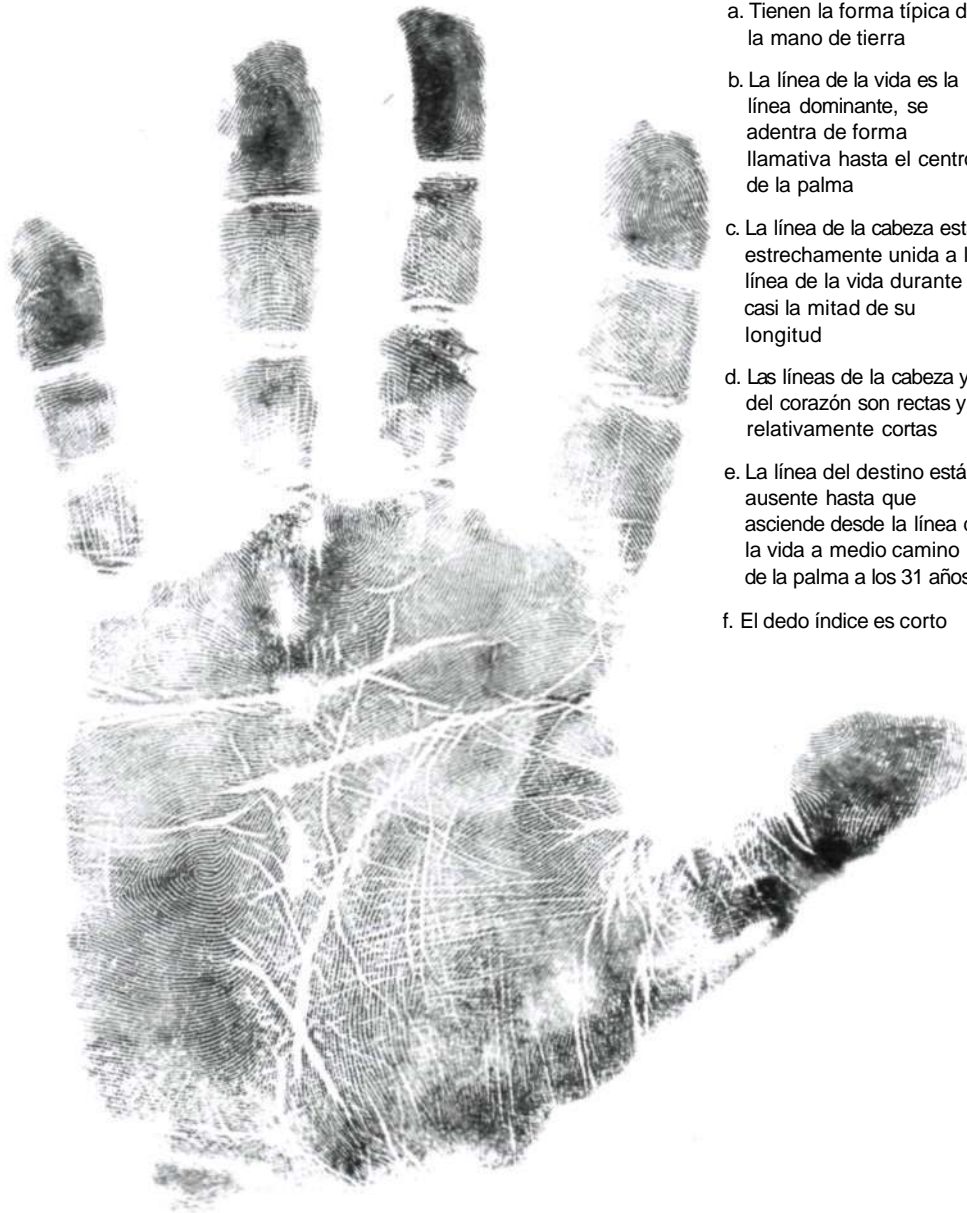 a. Tienen la forma típica d
la mano de tierra
b. La línea de la vida es la
línea dominante, se
adentra de forma
llamativa hasta el centro
de la palma
c. La línea de la cabeza est
estrechamente unida a l
línea de la vida durante
casi la mitad de su
longitud
d. Las líneas de la cabeza y
del corazón son rectas y
relativamente cortas
e. La línea del destino está
ausente hasta que
asciende desde la línea
la vida a medio camino
de la palma a los 31 años
f. El dedo índice es corto